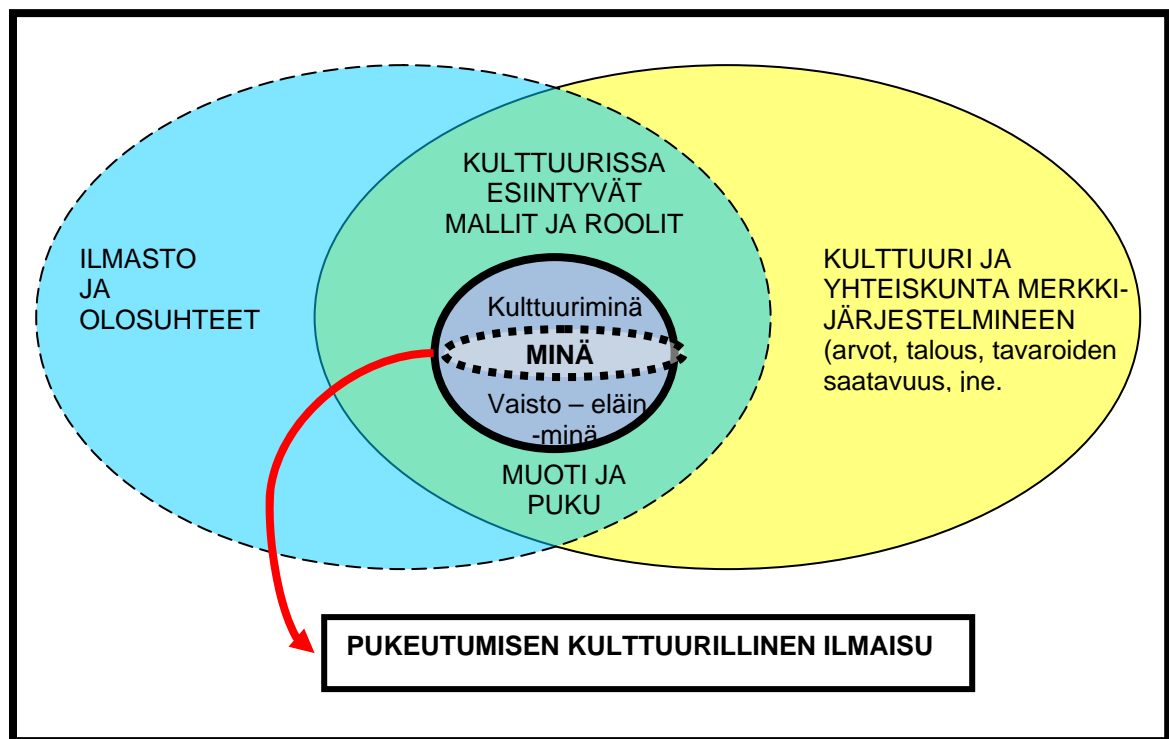 KULTTUURISSA
ESIINTYVÄT
MALLIT JA ROOLIT
ILMASTO
JA
OLOSUHTEET
KULTTUURI JA
YHTEISKUNTA MERKKI-
JÄRJESTELMINEEN
(arvot, talous, tavaroiden
saatavuus, jne.
Kulttuuriminä
MINÄ
Vaisto – eläin
-minä
MUOTI JA
PUKU
PUKEUTUMISEN KULTTUURILLINEN ILMAISU